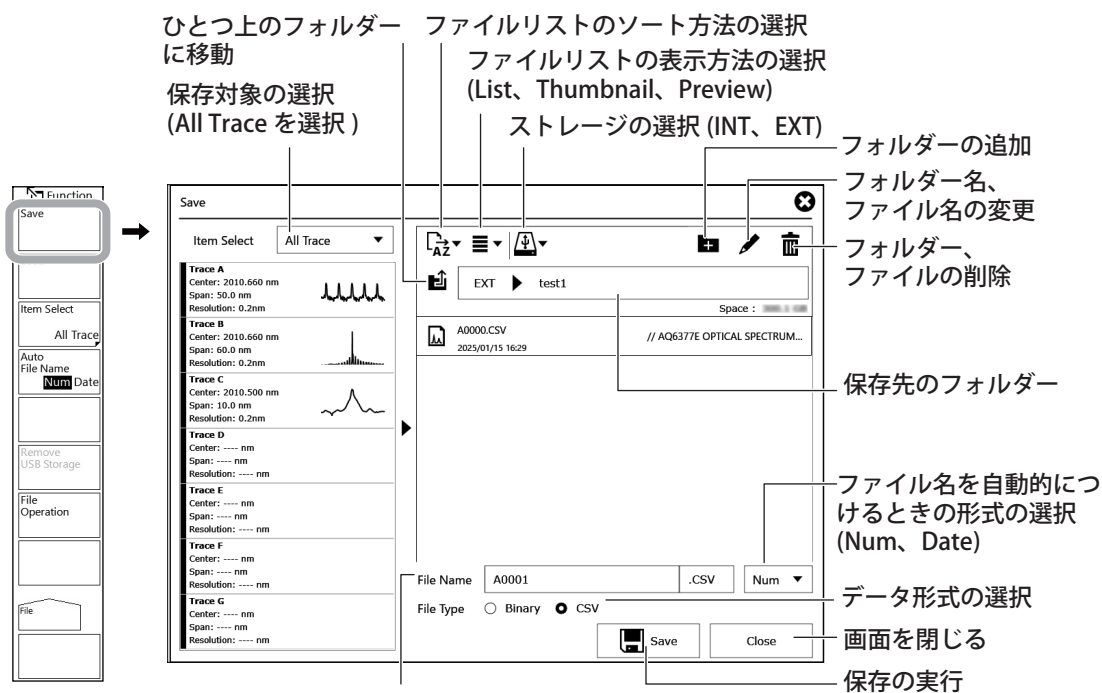 ひとつ上のフォルダー
に移動
ファイルリストのソート方法の選択
ファイルリストの表示方法の選択
(List、Thumbnail、Preview)
保存対象の選択
(All Trace を選択 )
ストレージの選択 (INT、EXT)
フォルダーの追加
フォルダー名、
ファイル名の変更
フォルダー、
ファイルの削除
保存先のフォルダー
ファイル名を自動的につ
けるときの形式の選択
(Num、Date)
データ形式の選択
画面を閉じる
保存の実行
Function
Save
Item Select
All Trace
Auto
File Name
Num Date
Remove
USB Storage
File
Operation
File
Save
Item Select All Trace
Trace A
Center: 2010.660 nm
Span: 50.0 nm
Resolution: 0.2nm
Trace B
Center: 2010.660 nm
Span: 60.0 nm
Resolution: 0.2nm
Trace C
Center: 2010.500 nm
Span: 10.0 nm
Resolution: 0.2nm
Trace D
Center: ---- nm
Span: ---- nm
Resolution: ---- nm
Trace E
Center: ---- nm
Span: ---- nm
Resolution: ---- nm
Trace F
Center: ---- nm
Span: ---- nm
Resolution: ---- nm
Trace G
Center: ---- nm
Span: ---- nm
Resolution: ---- nm
AZ
EXT test1
Space :
A0000.CSV // AQ6377E OPTICAL SPECTRUM...
2025/01/15 16:29
File Name A0001 .CSV Num
File Type Binary CSV
Save Close